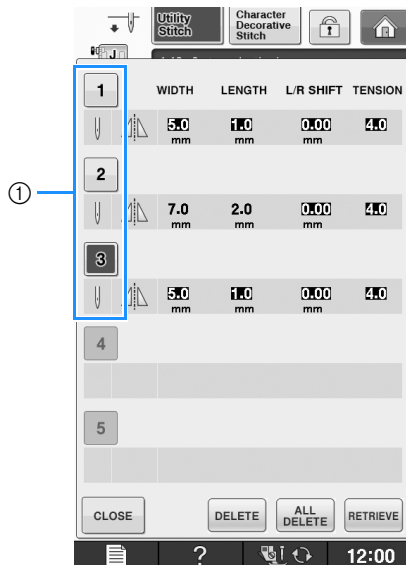 Utility
Stitch
Character
Decorative
Stitch
J
1
WIDTH LENGTH L/R SHIFT TENSION
5.0 1.0 0.00 4.0
mm mm mm
2
①
7.0 2.0 0.00 4.0
mm mm mm
3
5.0 1.0 0.00 4.0
mm mm mm
4
5
CLOSE DELETE ALL DELETE RETRIEVE
? 12:00